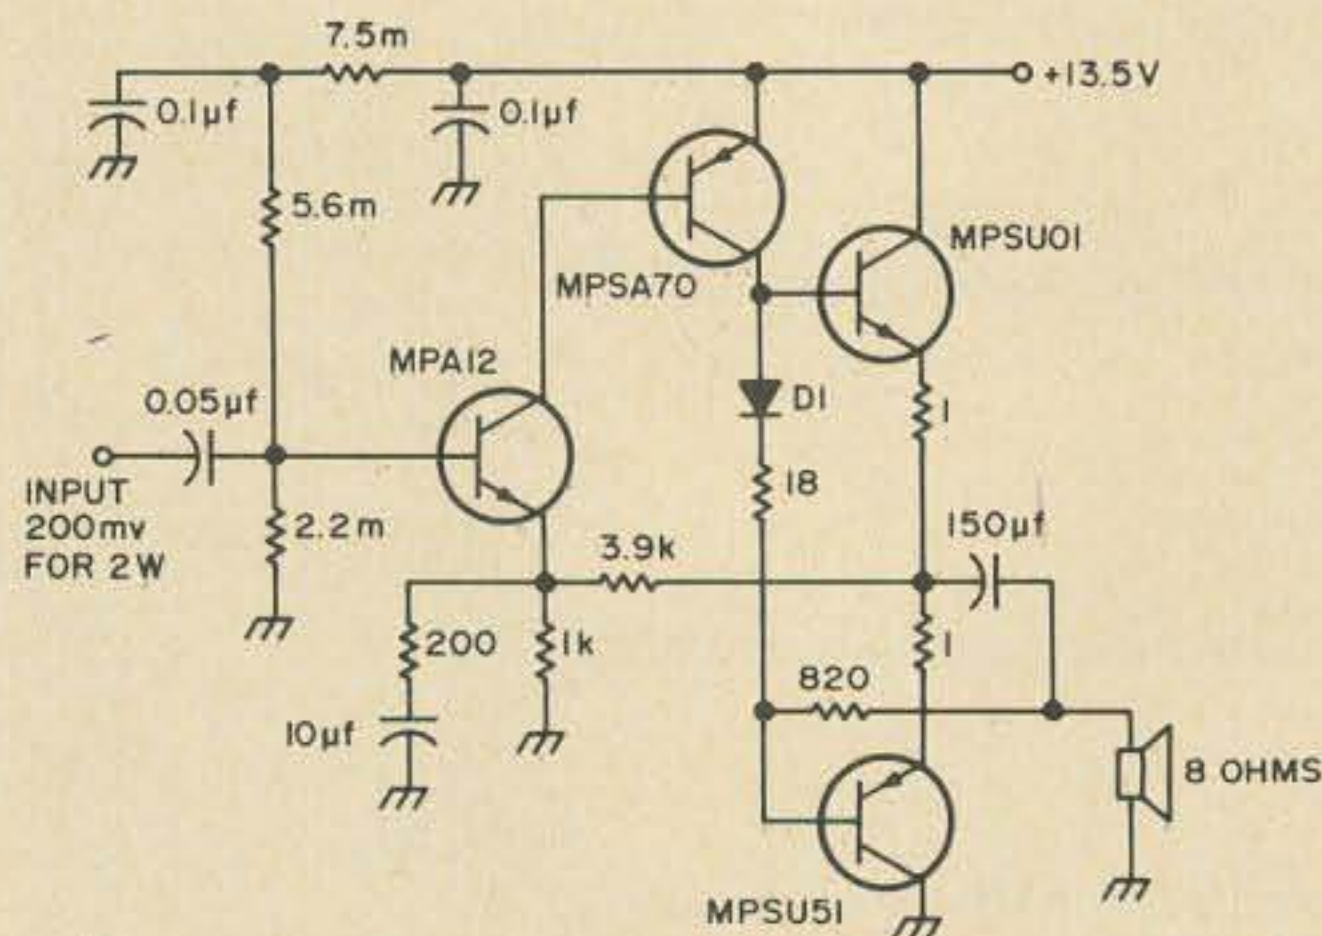 7.5m
+13.5V
0.1µf
0.1µf
5.6m
MPSU01
MPSA70
MPA12
D1
1
0.05µf
18
INPUT
200mv
FOR 2W
2.2m
150µf
3.9k
200
1k
1
820
10µf
8 OHMS
MPSU51